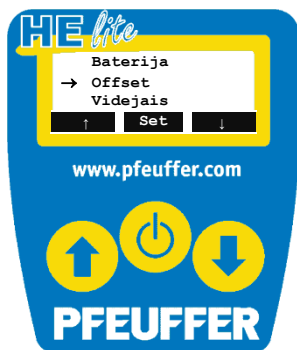 HE lite
Baterija
→ Offset
Videjais
↑ Set ↓
www.pfeuffer.com
PFEUFFER